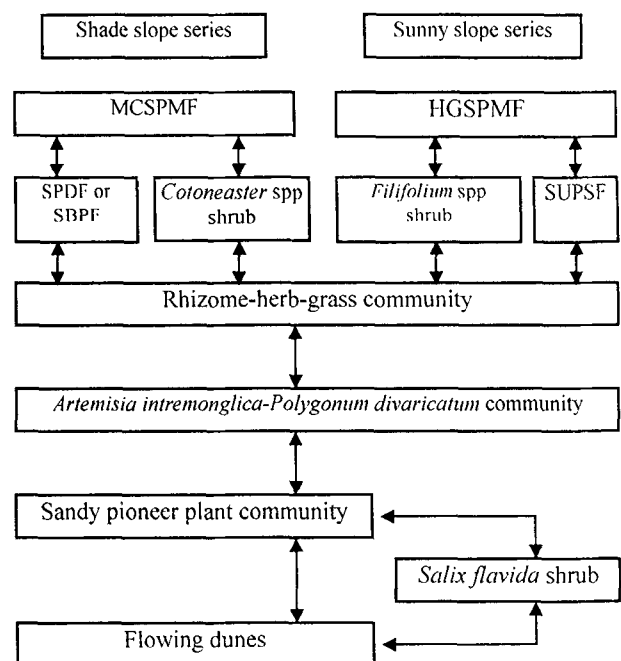 Shade slope series
Sunny slope series
MCSPMF
HGSPMF
SPDF or
SBPF
Cotoneaster spp
shrub
Filifolium spp
shrub
SUPSF
Rhizome-herb-grass community
Artemisia intremonglica-Polygonum divaricatum community
Sandy pioneer plant community
Salix flavida shrub
Flowing dunes